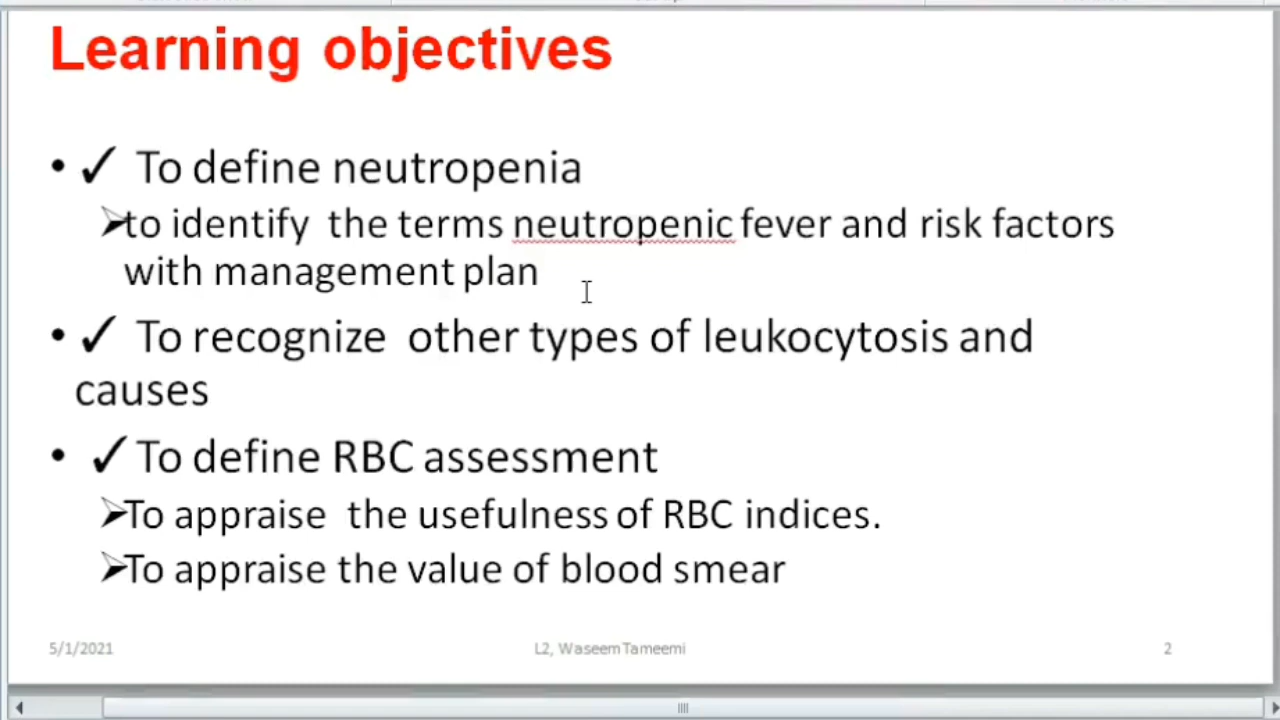 Learning objectives
• ✓ To define neutropenia
➢to identify the terms neutropenic fever and risk factors
with management plan
• ✓ To recognize other types of leukocytosis and
causes
• ✓ To define RBC assessment
➢To appraise the usefulness of RBC indices.
➢To appraise the value of blood smear
5/1/2021
L2, Waseem Tameemi
2